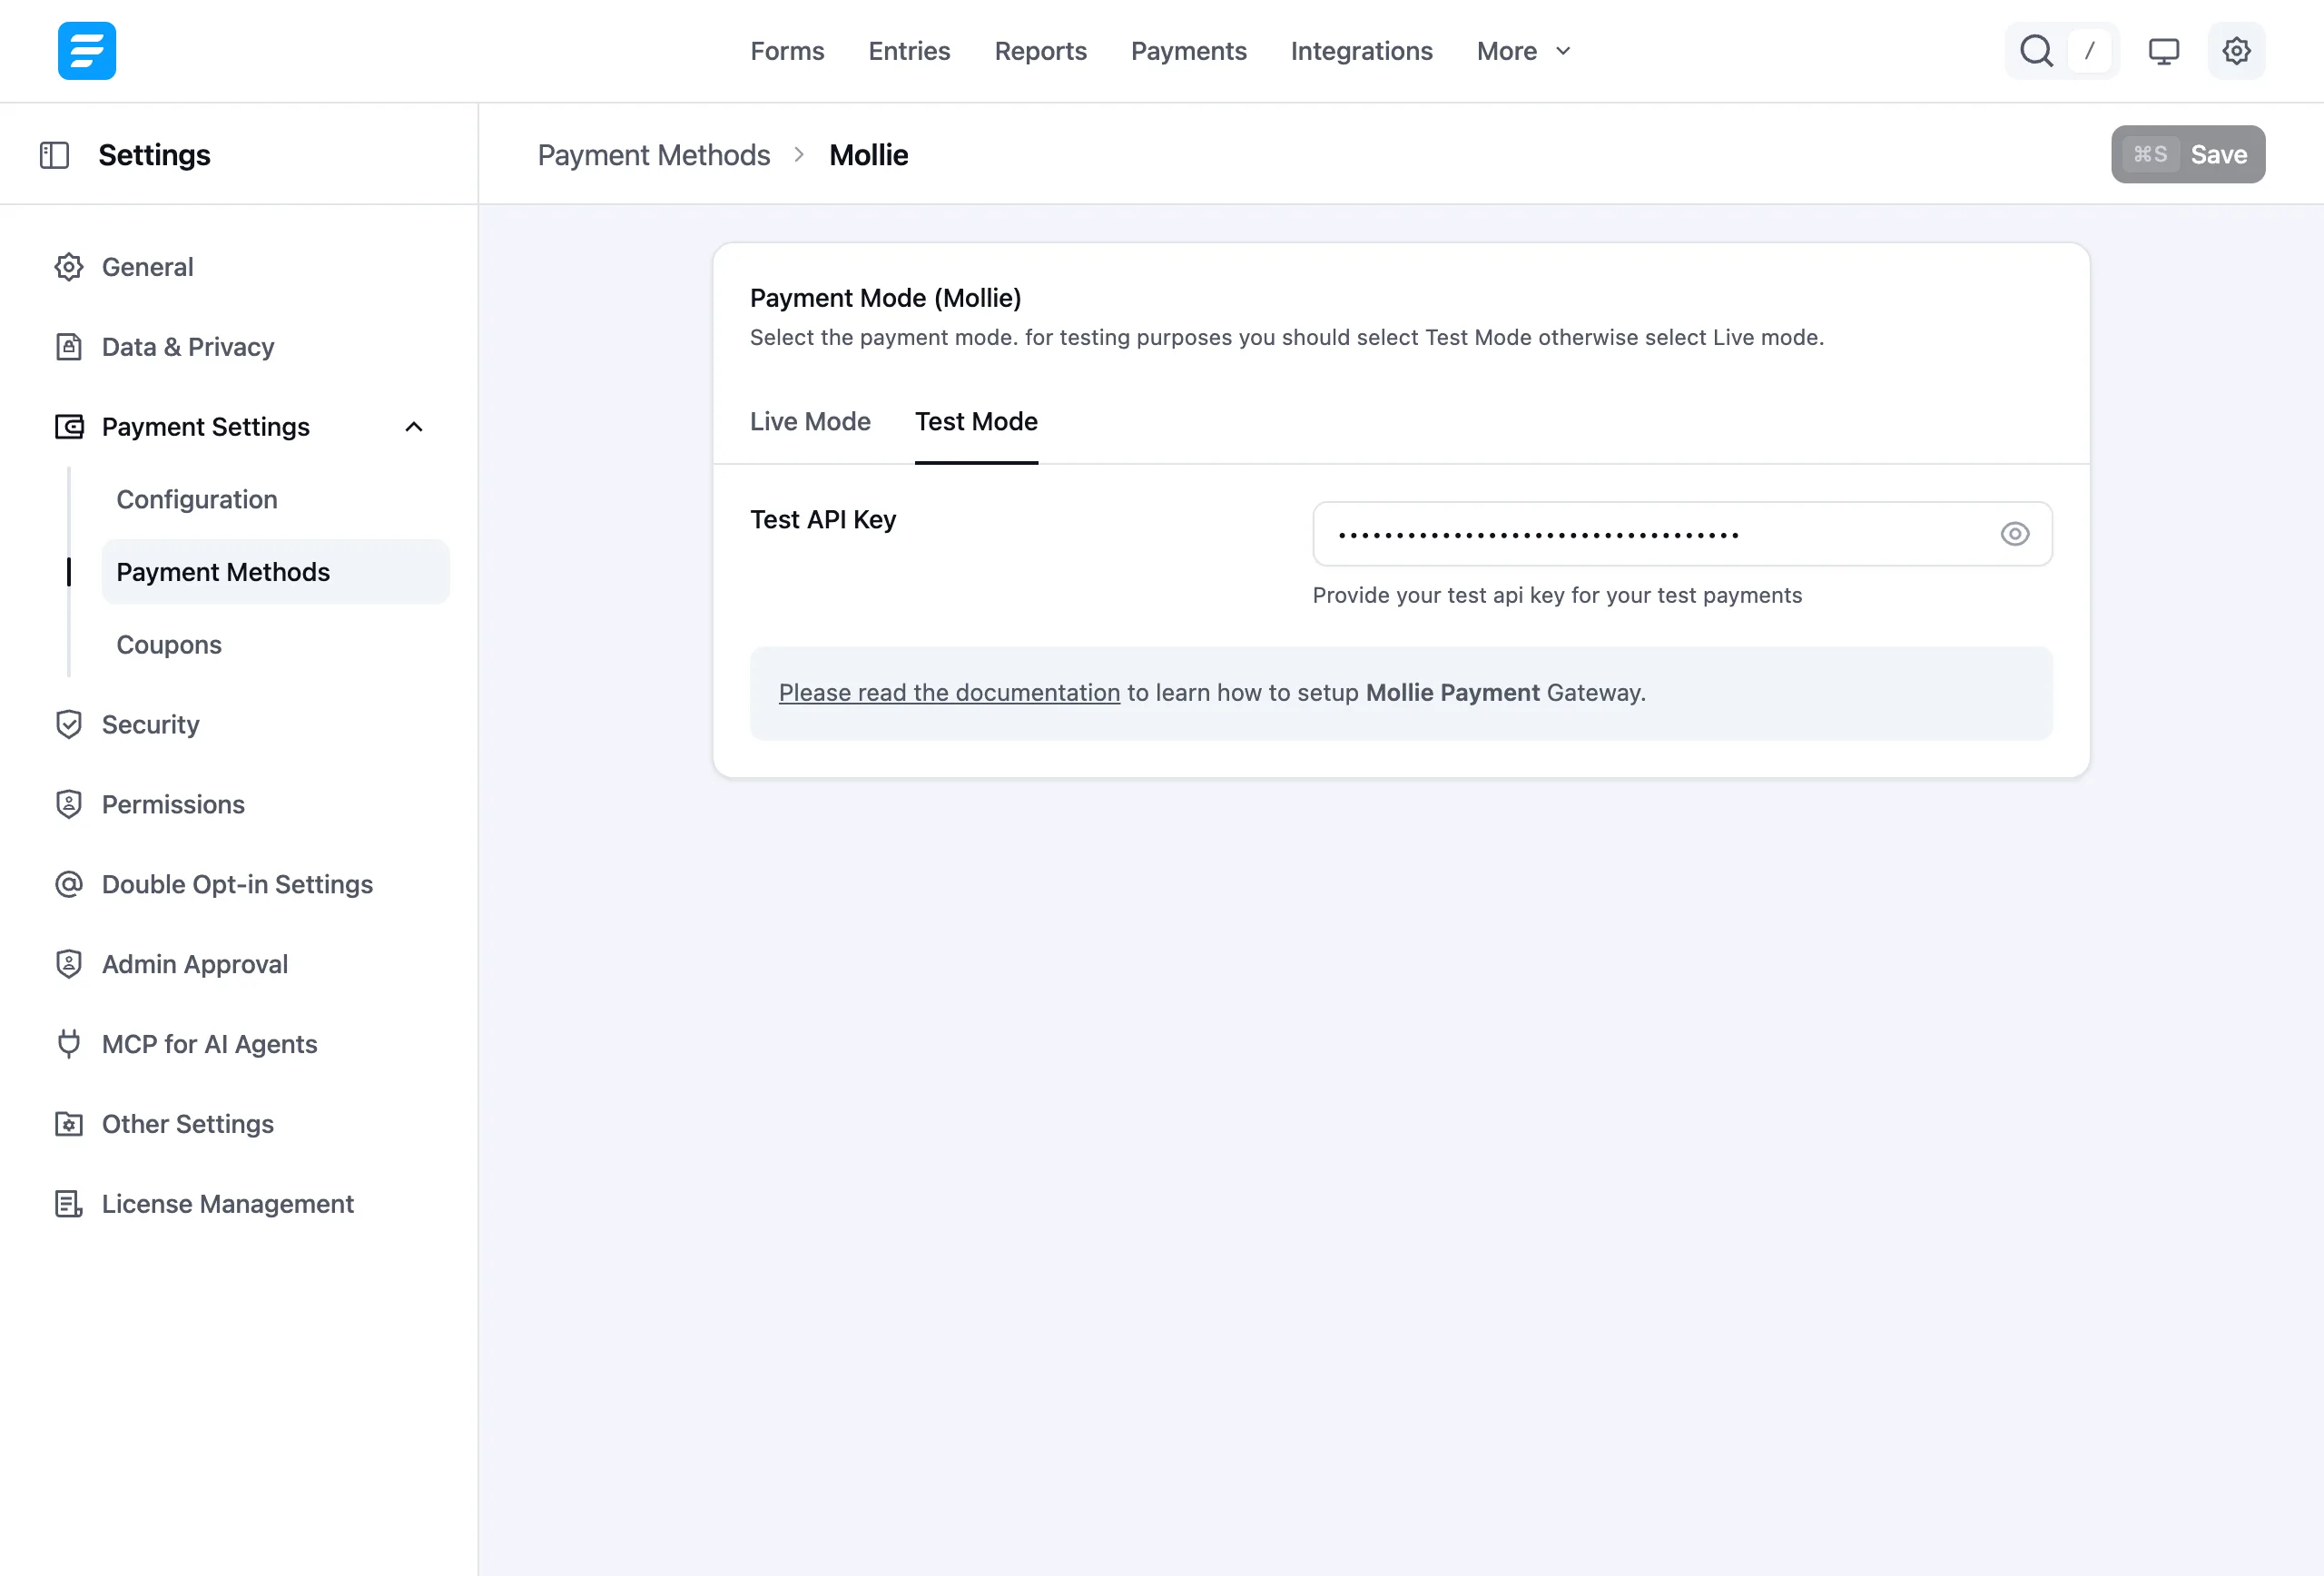 Forms Entries Reports Payments Integrations More /
Settings
Payment Methods > Mollie
⌘S Save
General
Data & Privacy
Payment Settings
Configuration
Payment Methods
Coupons
Security
Permissions
Double Opt-in Settings
Admin Approval
MCP for AI Agents
Other Settings
License Management
Payment Mode (Mollie)
Select the payment mode. for testing purposes you should select Test Mode otherwise select Live mode.
Live Mode Test Mode
Test API Key
•••••••••••••••••••••••••••••••••••
Provide your test api key for your test payments
Please read the documentation to learn how to setup Mollie Payment Gateway.